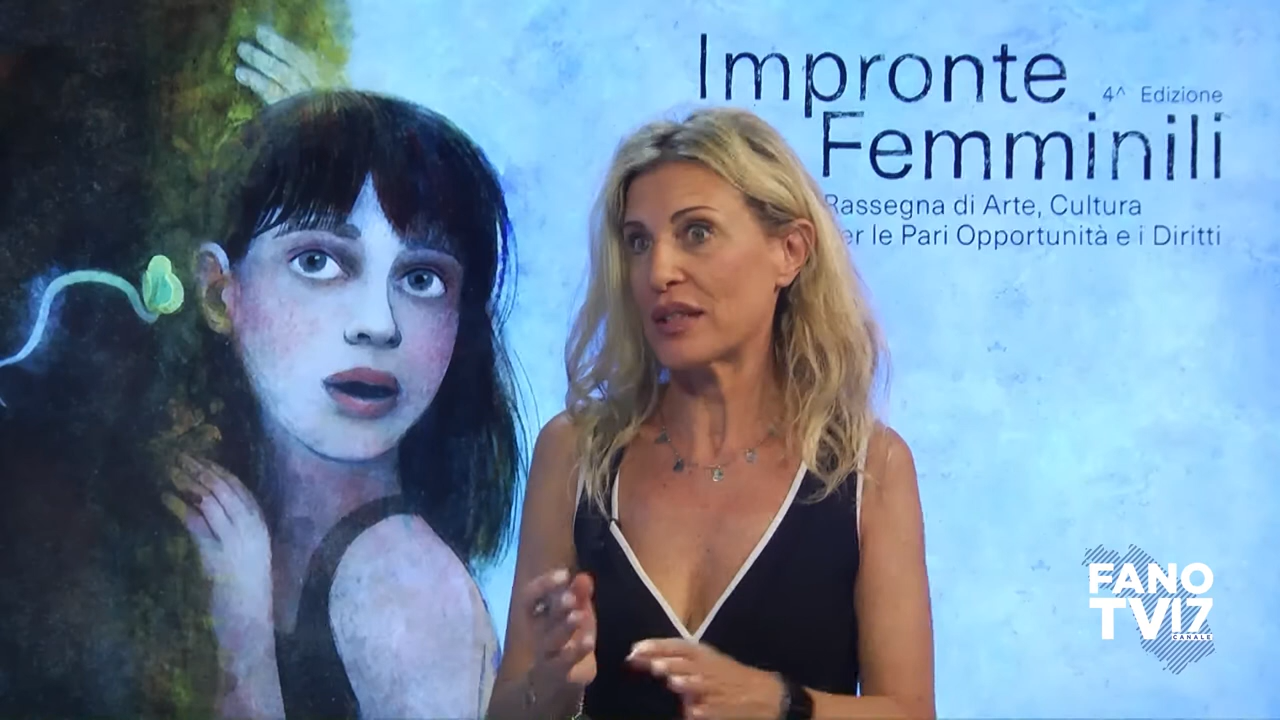 Impronte
4^ Edizione
Femminili
Rassegna di Arte, Cultura
er le Pari Opportunità e i Diritti
FANO
TV17
CANALE